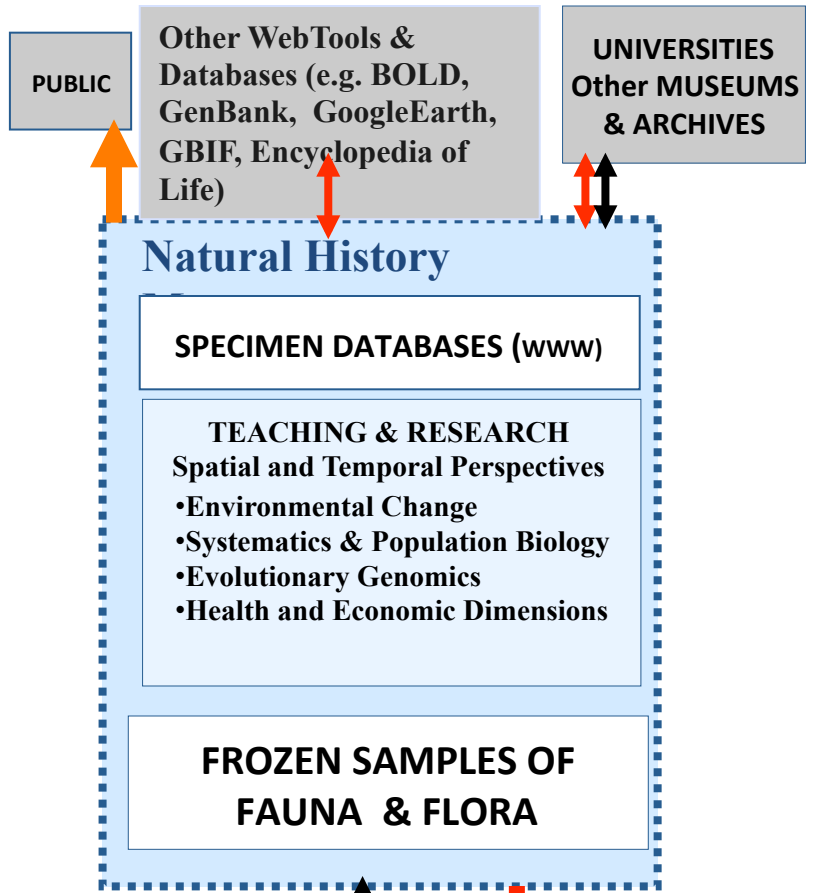 PUBLIC
Other WebTools &
Databases (e.g. BOLD,
GenBank, GoogleEarth,
GBIF, Encyclopedia of
Life)
UNIVERSITIES
Other MUSEUMS
& ARCHIVES
Natural History
SPECIMEN DATABASES (WWW)
TEACHING & RESEARCH
Spatial and Temporal Perspectives
•Environmental Change
•Systematics & Population Biology
•Evolutionary Genomics
•Health and Economic Dimensions
FROZEN SAMPLES OF
FAUNA & FLORA